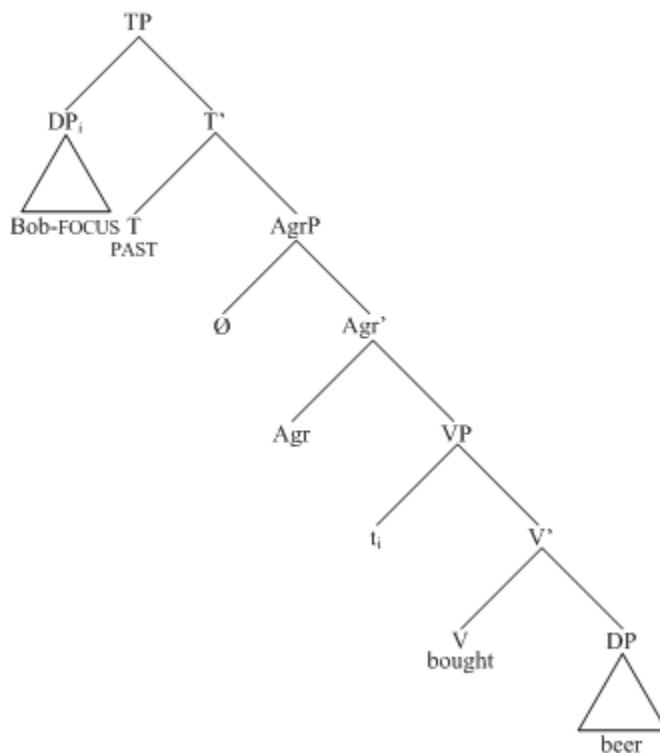 TP
DPᵢ T’
Bob-FOCUS T AgrP
PAST
Ø Agr’
Agr VP
tᵢ V’
V DP
bought
beer